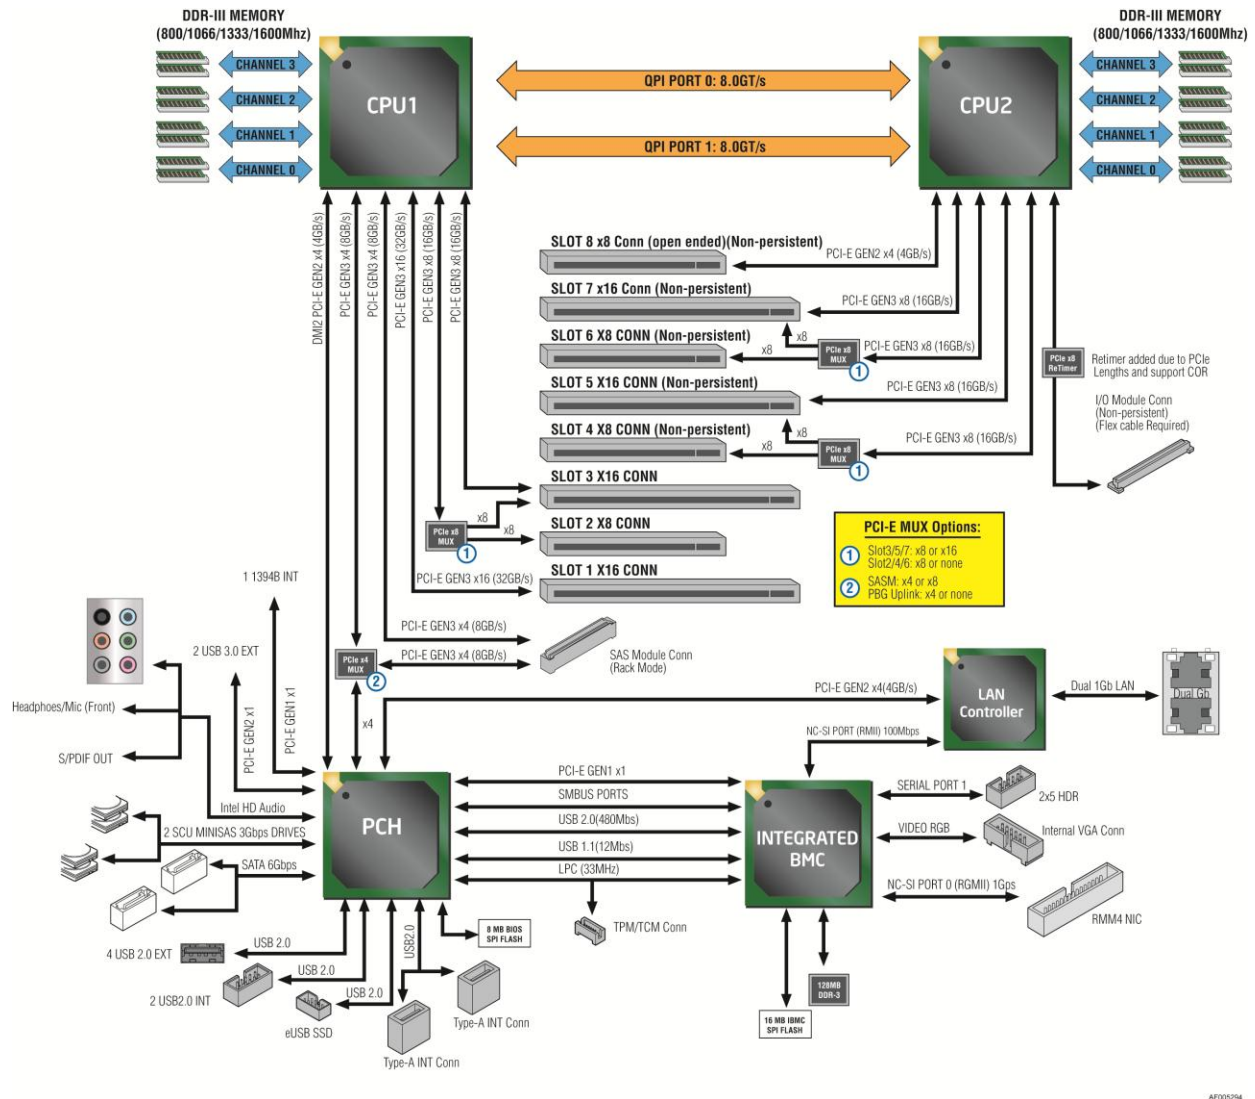 DDR-III MEMORY
(800/1066/1333/1600Mhz)
CHANNEL 3
CHANNEL 2
CHANNEL 1
CHANNEL 0
CPU1
QPI PORT 0: 8.0GT/s
QPI PORT 1: 8.0GT/s
CPU2
DDR-III MEMORY
(800/1066/1333/1600Mhz)
CHANNEL 3
CHANNEL 2
CHANNEL 1
CHANNEL 0
DMI2 PCI-E GEN2 x4 (4GB/s)
PCI-E GEN3 x4 (8GB/s)
PCI-E GEN3 x4 (8GB/s)
PCI-E GEN3 x16 (32GB/s)
PCI-E GEN3 x8 (16GB/s)
PCI-E GEN3 x8 (16GB/s)
SLOT 8 x8 Conn (open ended)(Non-persistent)
PCI-E GEN2 x4 (4GB/s)
SLOT 7 x16 Conn (Non-persistent)
PCI-E GEN3 x8 (16GB/s)
SLOT 6 X8 CONN (Non-persistent)
x8
x8
PCIe x8
MUX
1
PCI-E GEN3 x8 (16GB/s)
SLOT 5 X16 CONN (Non-persistent)
PCI-E GEN3 x8 (16GB/s)
SLOT 4 X8 CONN (Non-persistent)
x8
x8
PCIe x8
MUX
1
PCI-E GEN3 x8 (16GB/s)
PCIe x8
ReTimer
Retimer added due to PCIe
Lengths and support COR
I/O Module Conn
(Non-persistent)
(Flex cable Required)
SLOT 3 X16 CONN
x8
PCIe x8
MUX
1
x8
SLOT 2 X8 CONN
SLOT 1 X16 CONN
PCI-E GEN3 x16 (32GB/s)
PCI-E MUX Options:
1 Slot3/5/7: x8 or x16
Slot2/4/6: x8 or none
2 SASM: x4 or x8
PBG Uplink: x4 or none
PCI-E GEN3 x4 (8GB/s)
PCIe x4
MUX
2
PCI-E GEN3 x4 (8GB/s)
SAS Module Conn
(Rack Mode)
x4
1 1394B INT
2 USB 3.0 EXT
PCI-E GEN2 x1
PCI-E GEN1 x1
Headphoes/Mic (Front)
S/PDIF OUT
Intel HD Audio
2 SCU MINISAS 3Gbps DRIVES
SATA 6Gbps
PCH
PCI-E GEN2 x4(4GB/s)
LAN
Controller
Dual 1Gb LAN
Dual Gb
NC-SI PORT (RMII) 100Mbps
PCI-E GEN1 x1
SMBUS PORTS
USB 2.0(480Mbs)
USB 1.1(12Mbs)
LPC (33MHz)
INTEGRATED
BMC
SERIAL PORT 1
2x5 HDR
VIDEO RGB
Internal VGA Conn
NC-SI PORT 0 (RGMII) 1Gps
RMM4 NIC
TPM/TCM Conn
8 MB BIOS
SPI FLASH
4 USB 2.0 EXT
USB 2.0
2 USB2.0 INT
USB 2.0
eUSB SSD
USB 2.0
USB2.0
Type-A INT Conn
Type-A INT Conn
128MB
DDR-3
16 MB IBMC
SPI FLASH
AF005294